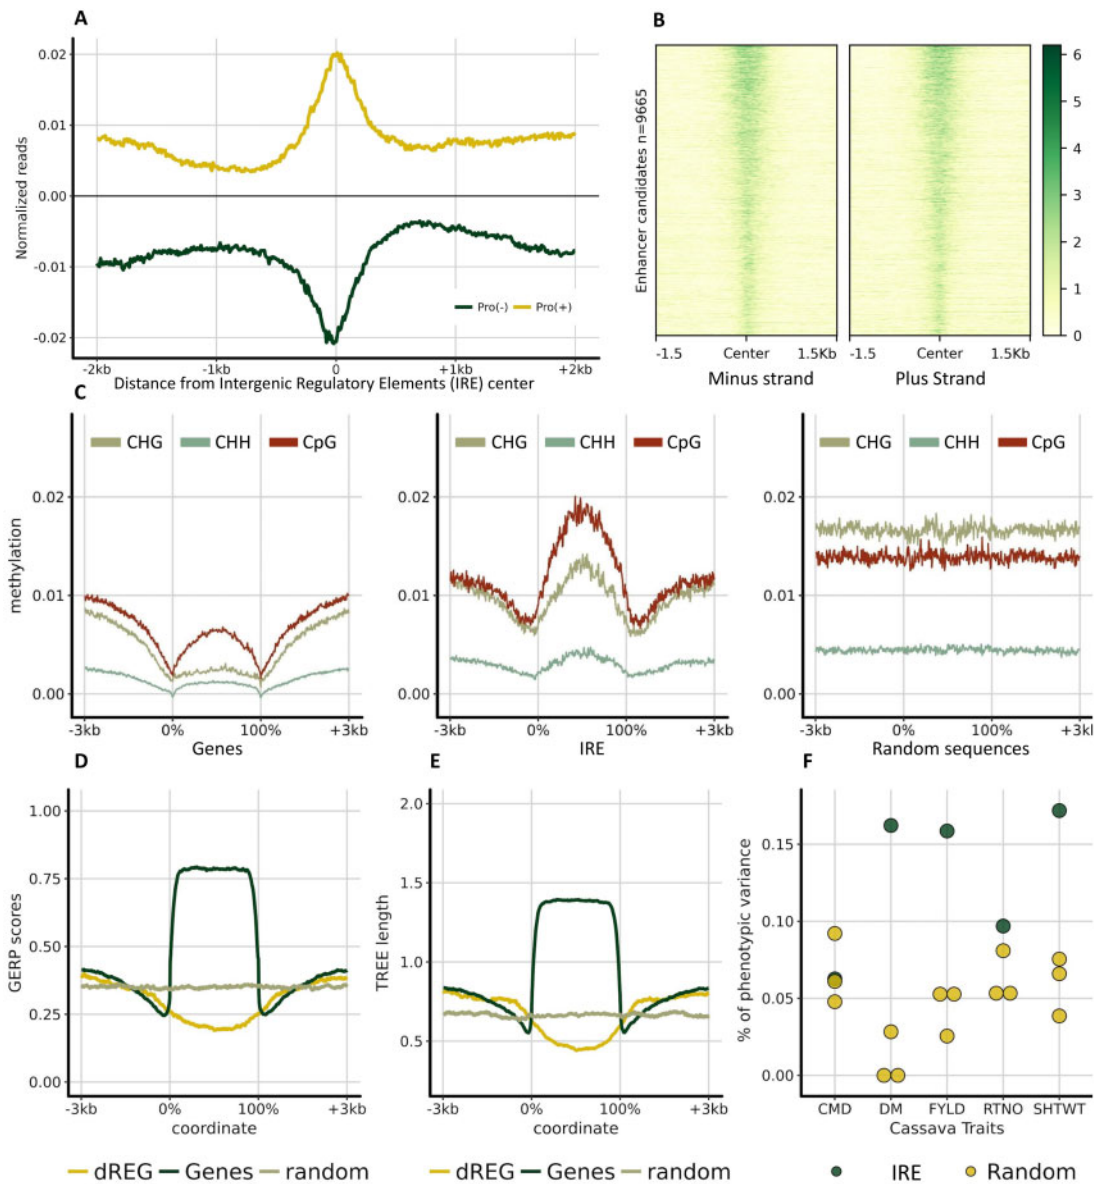 A
Normalized reads
0.02
0.01
0.00
-0.01
-0.02
Pro(-) Pro(+)
-2kb -1kb 0 +1kb +2kb
Distance from Intergenic Regulatory Elements (IRE) center
B
Enhancer candidates n=9665
-1.5 Center 1.5Kb
Minus strand
-1.5 Center 1.5Kb
Plus Strand
6
5
4
3
2
1
0
C
methylation
CHG CHH CpG
0.02
0.01
0.00
-3kb 0% 100% +3kb
Genes
CHG CHH CpG
0.02
0.01
0.00
-3kb 0% 100% +3kb
IRE
CHG CHH CpG
0.02
0.01
0.00
-3kb 0% 100% +3kl
Random sequences
D
GERP scores
1.00
0.75
0.50
0.25
0.00
-3kb 0% 100% +3kb
coordinate
dREG Genes random
E
TREE length
2.0
1.5
1.0
0.5
-3kb 0% 100% +3kb
coordinate
dREG Genes random
F
% of phenotypic variance
0.15
0.10
0.05
0.00
CMD DM FYLD RTNO SHTWT
Cassava Traits
IRE Random